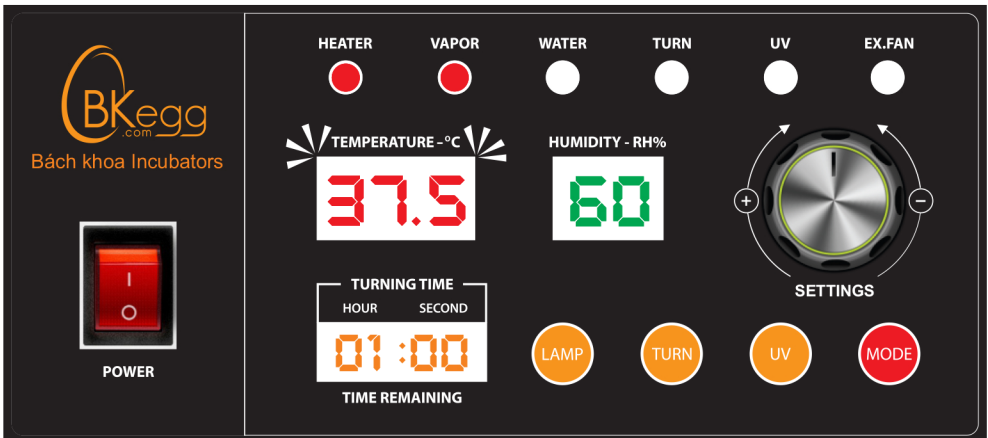 HEATER VAPOR WATER TURN UV EX.FAN
BKegg
.com
Bách khoa Incubators
TEMPERATURE - °C HUMIDITY - RH%
37.5 60
+ −
SETTINGS
TURNING TIME
HOUR SECOND
01:00
TIME REMAINING
LAMP TURN UV MODE
I
O
POWER